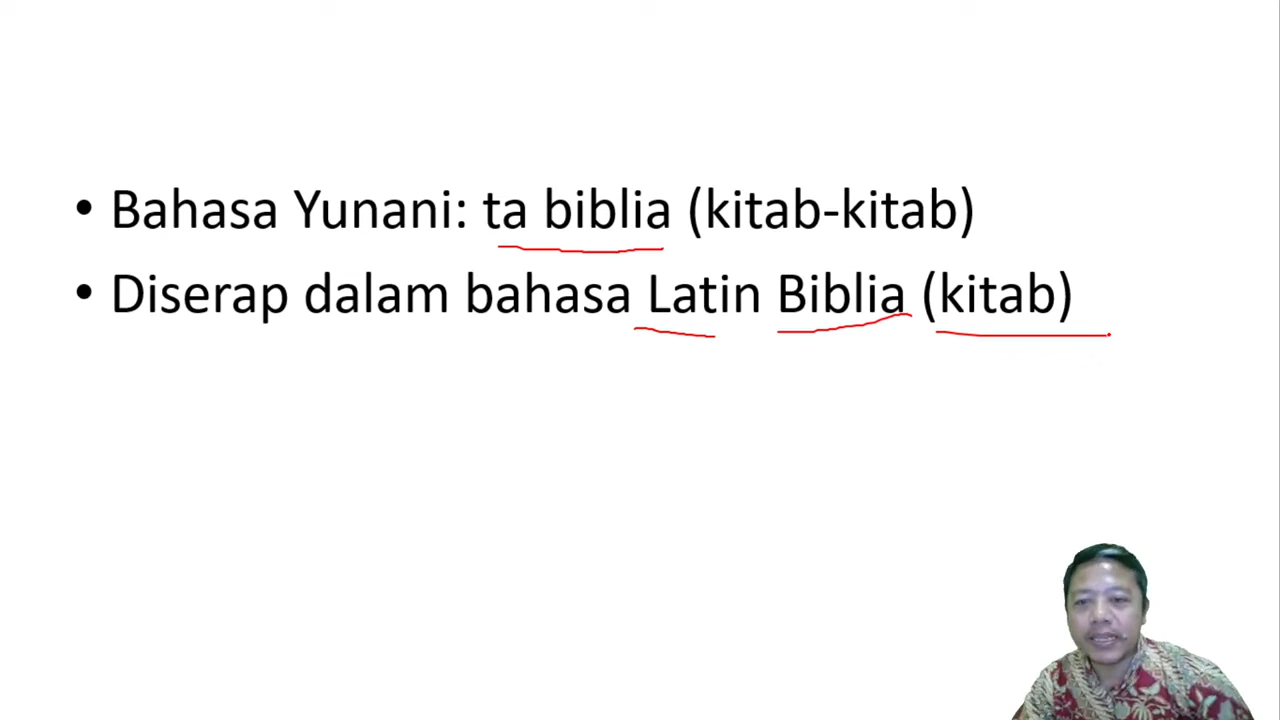 • Bahasa Yunani: ta biblia (kitab-kitab)
• Diserap dalam bahasa Latin Biblia (kitab)